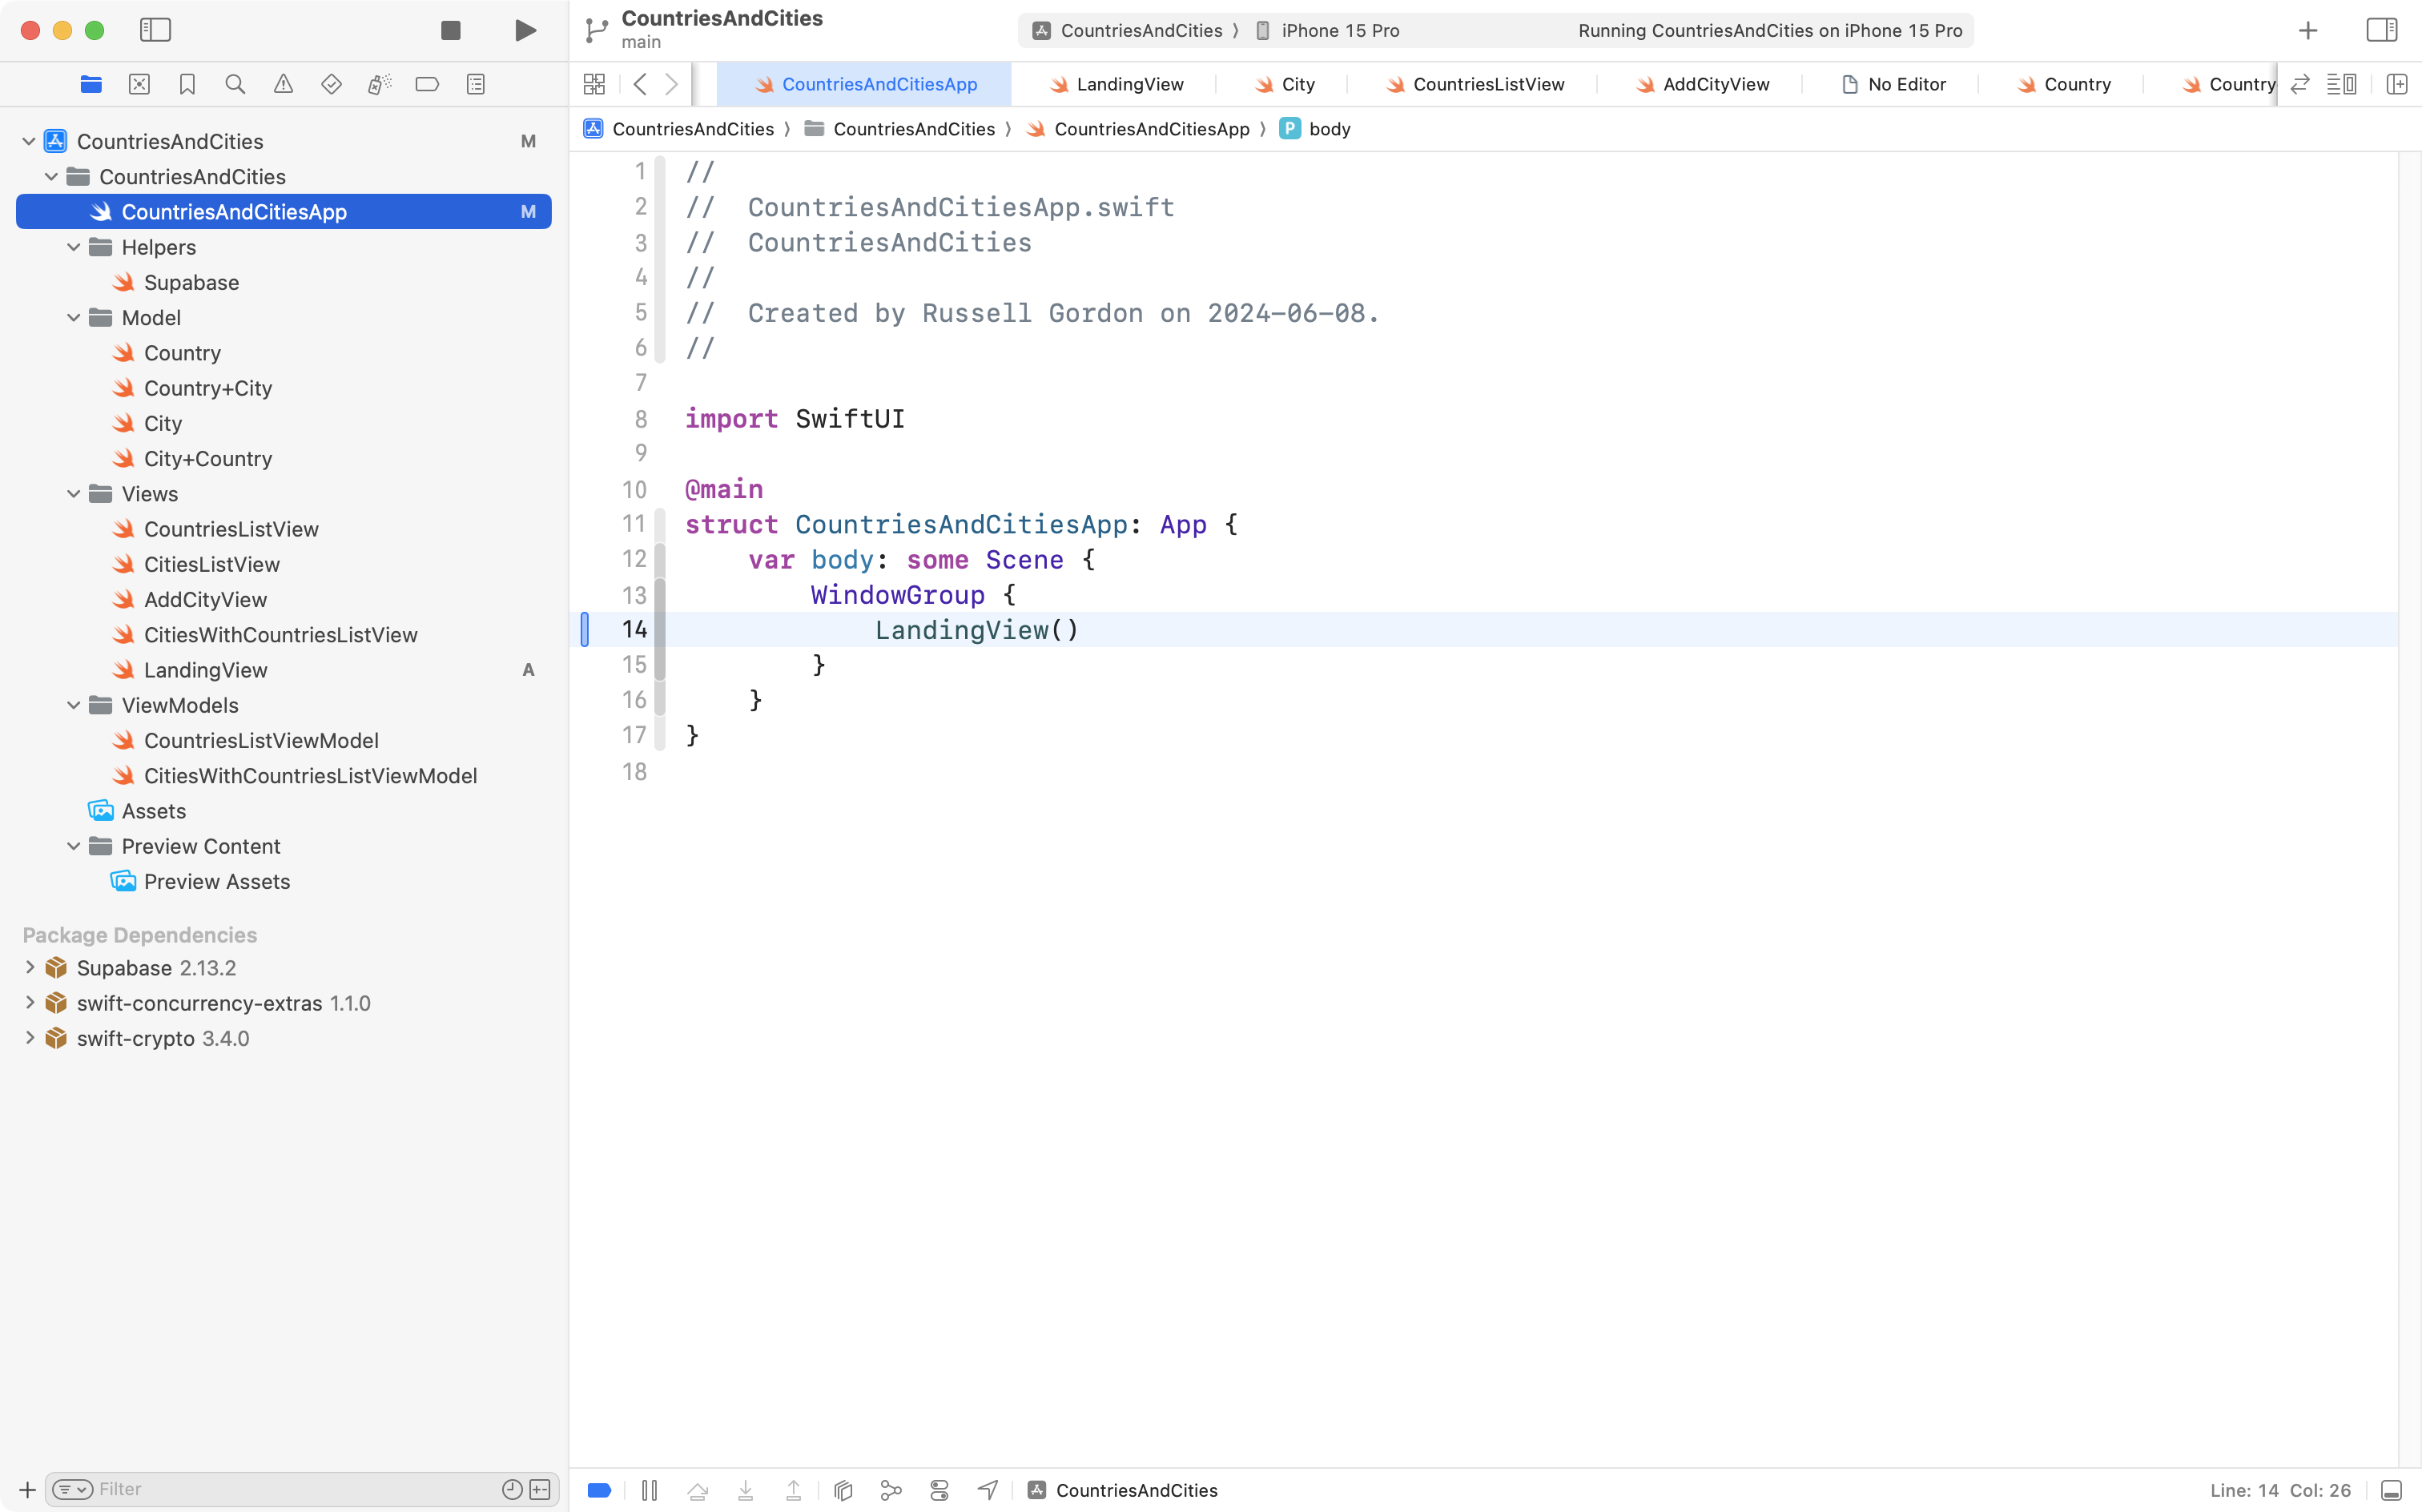 CountriesAndCities
main
CountriesAndCities 〉 iPhone 15 Pro
Running CountriesAndCities on iPhone 15 Pro
CountriesAndCitiesApp
LandingView
City
CountriesListView
AddCityView
No Editor
Country
Country
CountriesAndCities 〉 CountriesAndCities 〉 CountriesAndCitiesApp 〉 P body
CountriesAndCities M
CountriesAndCities
CountriesAndCitiesApp M
Helpers
Supabase
Model
Country
Country+City
City
City+Country
Views
CountriesListView
CitiesListView
AddCityView
CitiesWithCountriesListView
LandingView A
ViewModels
CountriesListViewModel
CitiesWithCountriesListViewModel
Assets
Preview Content
Preview Assets
Package Dependencies
Supabase 2.13.2
swift-concurrency-extras 1.1.0
swift-crypto 3.4.0
Filter
1 //
2 //  CountriesAndCitiesApp.swift
3 //  CountriesAndCities
4 //
5 //  Created by Russell Gordon on 2024-06-08.
6 //
7
8 import SwiftUI
9
10 @main
11 struct CountriesAndCitiesApp: App {
12     var body: some Scene {
13         WindowGroup {
14             LandingView()
15         }
16     }
17 }
18
CountriesAndCities
Line: 14 Col: 26